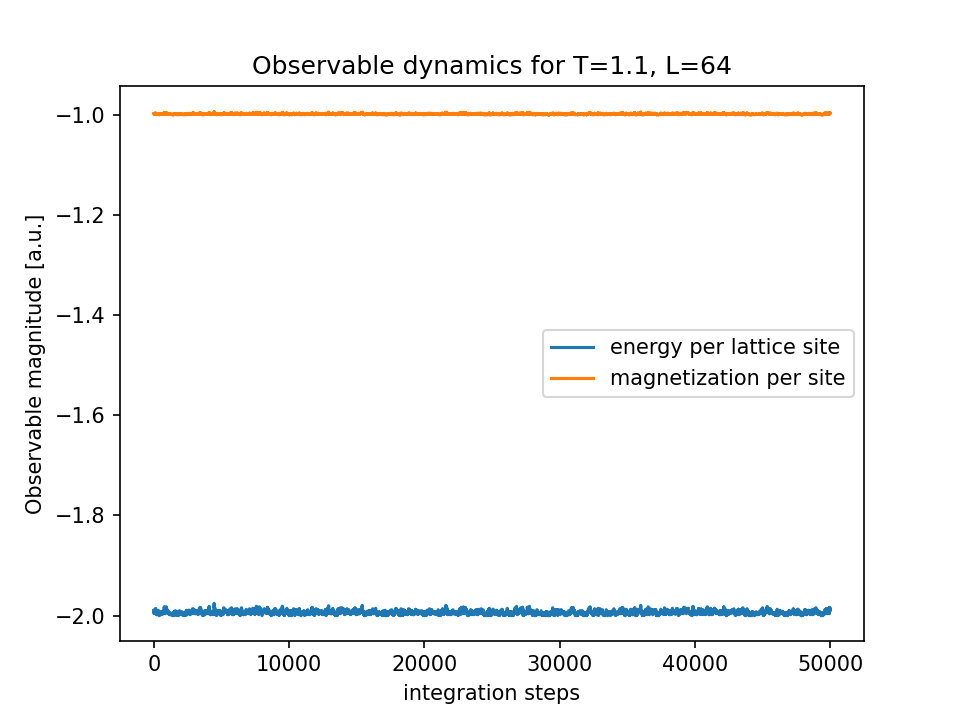 Observable dynamics for T=1.1, L=64
Observable magnitude [a.u.]
−1.0
−1.2
−1.4
−1.6
−1.8
−2.0
energy per lattice site
magnetization per site
0 10000 20000 30000 40000 50000
integration steps